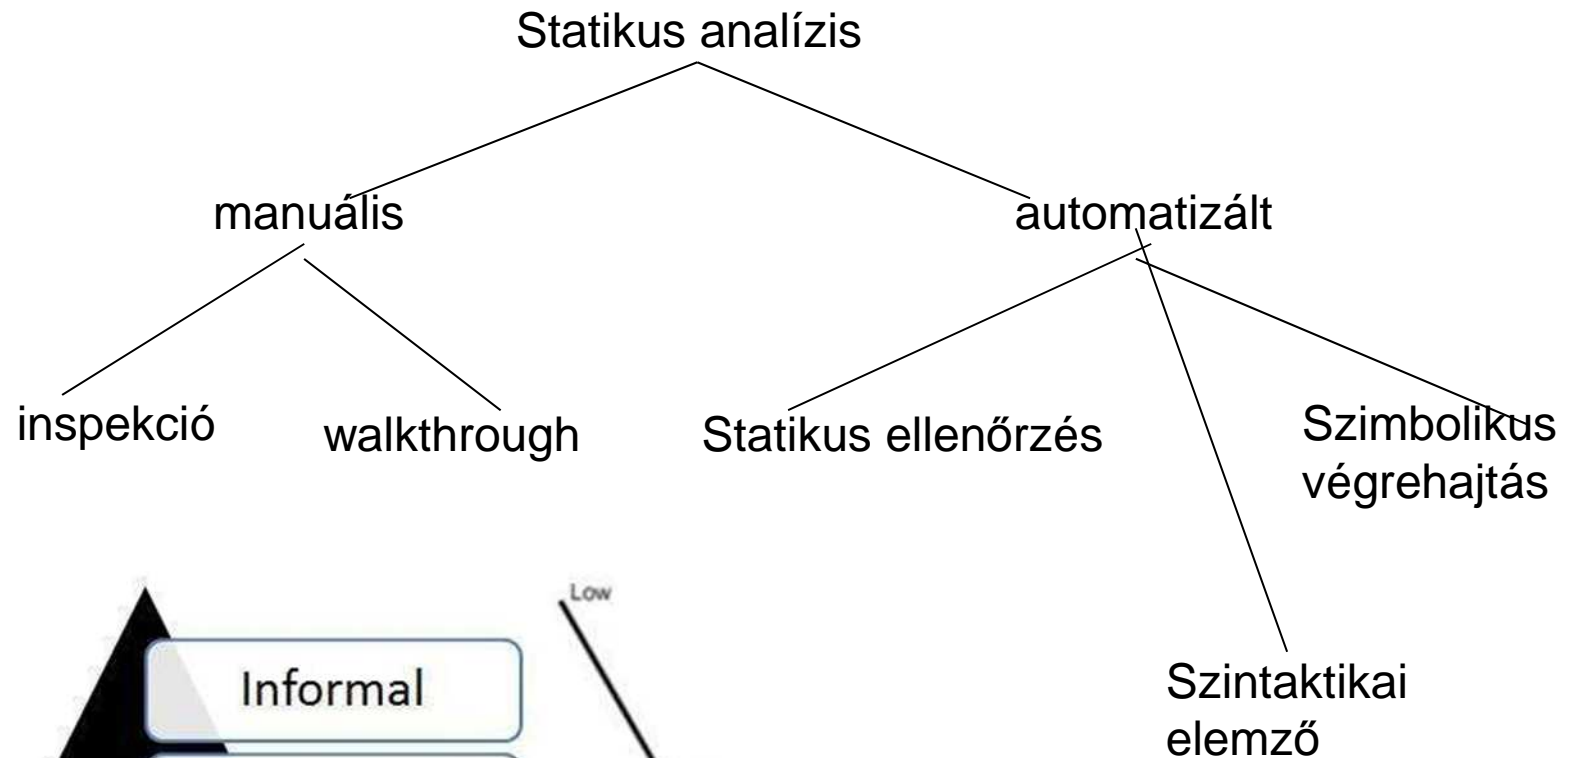 Statikus analízis
manuális
automatizált
inspekció
walkthrough
Statikus ellenőrzés
Szimbolikus
végrehajtás
Low
Informal
Szintaktikai
elemző